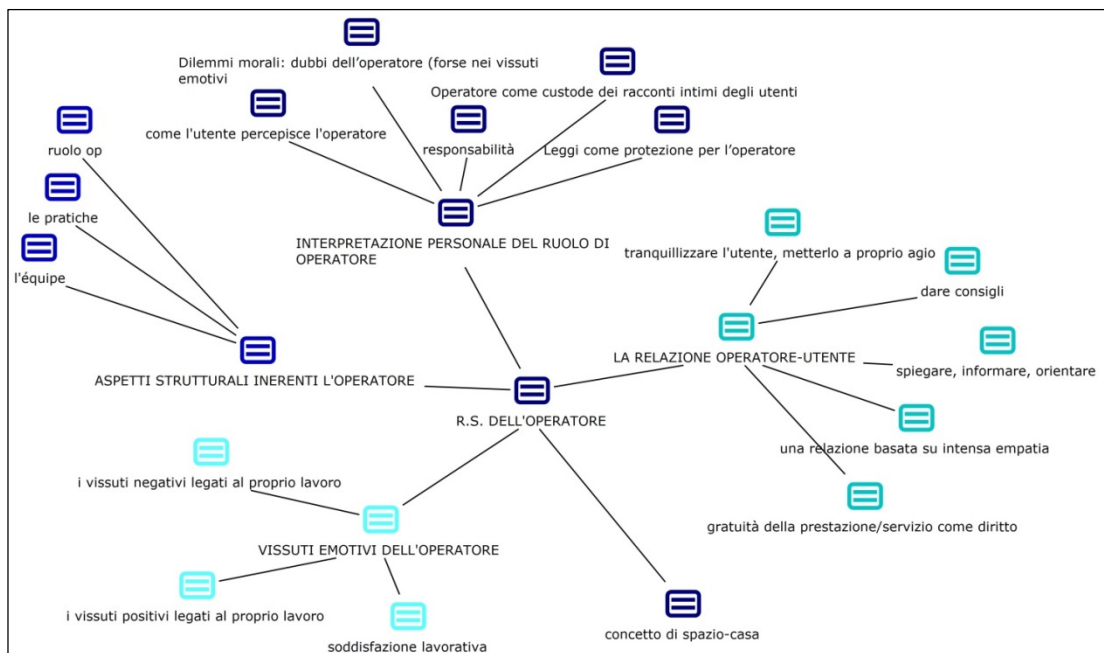 Dilemmi morali: dubbi dell'operatore (forse nei vissuti
emotivi
Operatore come custode dei racconti intimi degli utenti
come l'utente percepisce l'operatore
responsabilità
Leggi come protezione per l'operatore
ruolo op
le pratiche
l'équipe
INTERPRETAZIONE PERSONALE DEL RUOLO DI
OPERATORE
tranquillizzare l'utente, metterlo a proprio agio
dare consigli
LA RELAZIONE OPERATORE-UTENTE
spiegare, informare, orientare
ASPETTI STRUTTURALI INERENTI L'OPERATORE
R.S. DELL'OPERATORE
una relazione basata su intensa empatia
i vissuti negativi legati al proprio lavoro
gratuità della prestazione/servizio come diritto
VISSUTI EMOTIVI DELL'OPERATORE
i vissuti positivi legati al proprio lavoro
soddisfazione lavorativa
concetto di spazio-casa